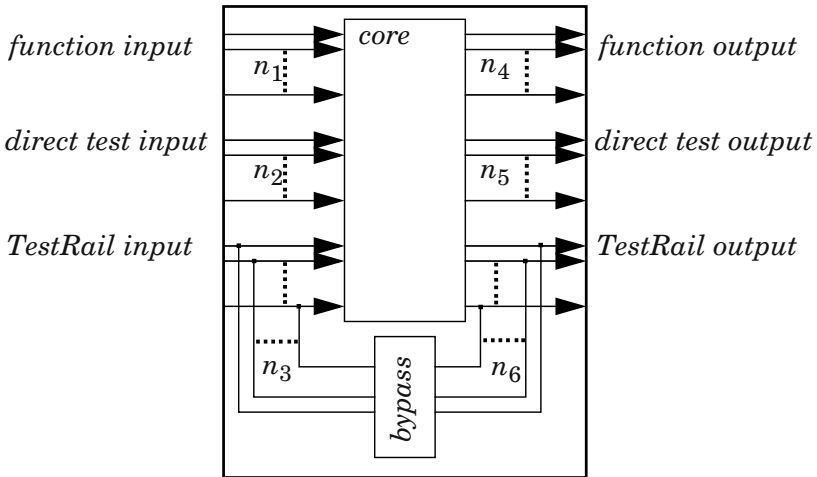 function input
core
function output
n1
n4
direct test input
direct test output
n2
n5
TestRail input
TestRail output
n3
n6
bypass